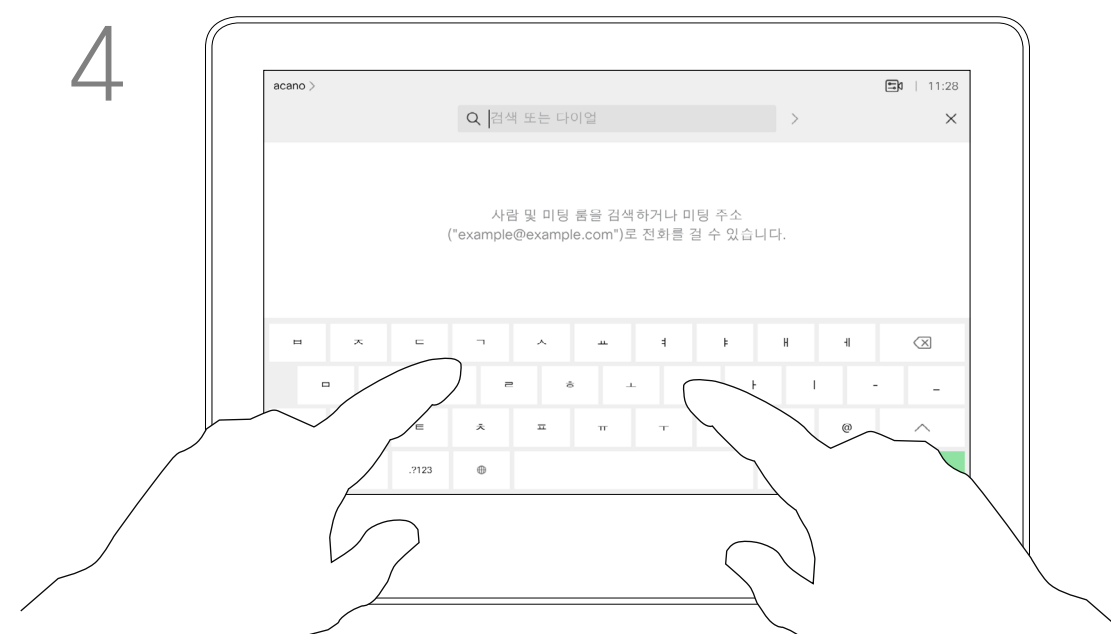 4
acano >
11:28
검색 또는 다이얼
사람 및 미팅 룸을 검색하거나 미팅 주소
("example@example.com")로 전화를 걸 수 있습니다.
ㅂ ㅈ ㄷ ㄱ ㅅ ㅛ ㅕ ㅑ ㅐ ㅔ
ㅁ ㄹ ㅎ ㅗ ㅏ ㅣ - _
ㅌ ㅊ ㅍ ㅠ ㅜ @
.?123